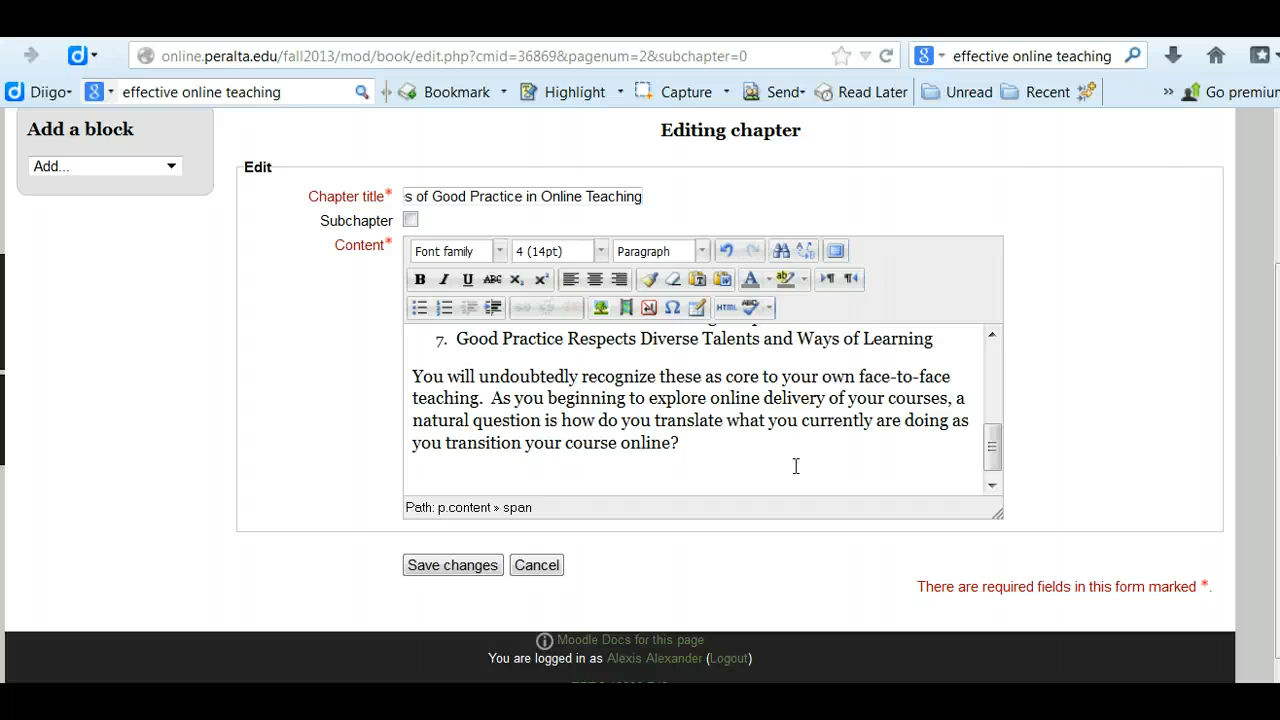 online.peralta.edu/fall2013/mod/book/edit.php?cmid=36869&pagenum=2&subchapter=0 effective online teaching
Diigo effective online teaching Bookmark Highlight Capture Send Read Later Unread Recent » Go premium
Add a block
Add...
Editing chapter
Edit
Chapter title* s of Good Practice in Online Teaching
Subchapter
Content*
Font family 4 (14pt) Paragraph
B I U ABC X₂ X² A ab
HTML ABC
7. Good Practice Respects Diverse Talents and Ways of Learning
You will undoubtedly recognize these as core to your own face-to-face
teaching. As you beginning to explore online delivery of your courses, a
natural question is how do you translate what you currently are doing as
you transition your course online?
Path: p.content » span
Save changes Cancel
There are required fields in this form marked *.
Moodle Docs for this page
You are logged in as Alexis Alexander (Logout)